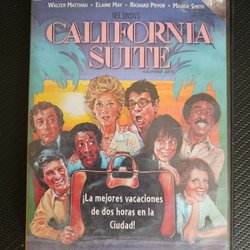 WALTER MATTHAU • ELAINE MAY • RICHARD PRYOR • MAGGIE SMITH
NEIL SIMON'S
CALIFORNIA
SUITE
¡La mejores vacaciones
de dos horas en la
Ciudad!